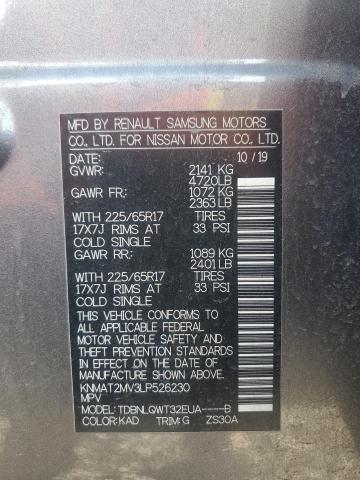 MFD BY RENAULT SAMSUNG MOTORS
CO., LTD. FOR NISSAN MOTOR CO., LTD.
DATE: 10/19
GVWR: 2141 KG
4720LB
GAWR FR: 1072 KG
2363 LB
WITH 225/65R17 TIRES
17X7J RIMS AT 33 PSI
COLD SINGLE
GAWR RR: 1089 KG
2401 LB
WITH 225/65R17 TIRES
17X7J RIMS AT 33 PSI
COLD SINGLE
THIS VEHICLE CONFORMS TO
ALL APPLICABLE FEDERAL
MOTOR VEHICLE SAFETY
STANDARDS IN EFFECT ON
THE DATE OF MANUFACTURE
SHOWN ABOVE.
KNMAT2MV3LP526230
MPV
MODEL: TDBNLQWT32EUA----B
COLOR: KAD TRIM: G ZS30A